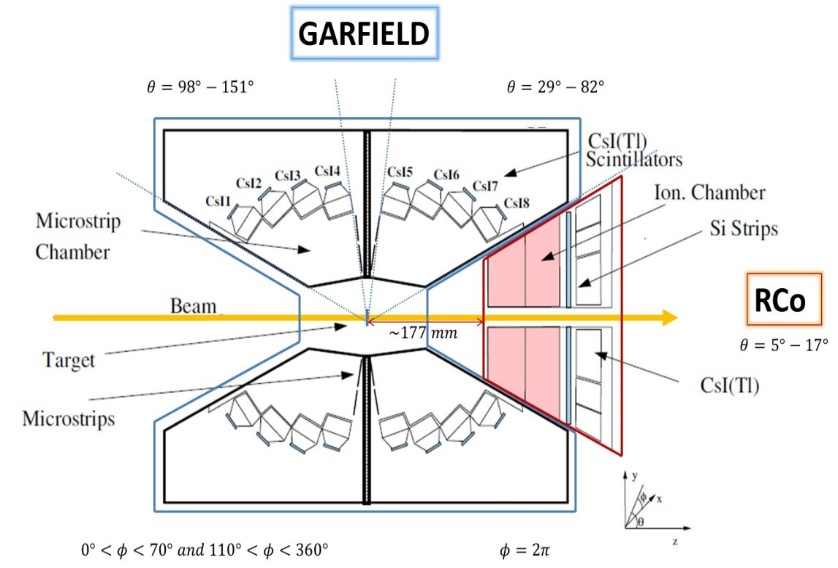 GARFIELD
θ = 98° − 151°
θ = 29° − 82°
CsI(Tl)
Scintillators
CsI1
CsI2
CsI3
CsI4
CsI5
CsI6
CsI7
CsI8
Ion. Chamber
Si Strips
Microstrip
Chamber
Beam
RCo
~177 mm
θ = 5° − 17°
Target
CsI(Tl)
Microstrips
y
ϕ
x
θ
z
0° < ϕ < 70° and 110° < ϕ < 360°
ϕ = 2π